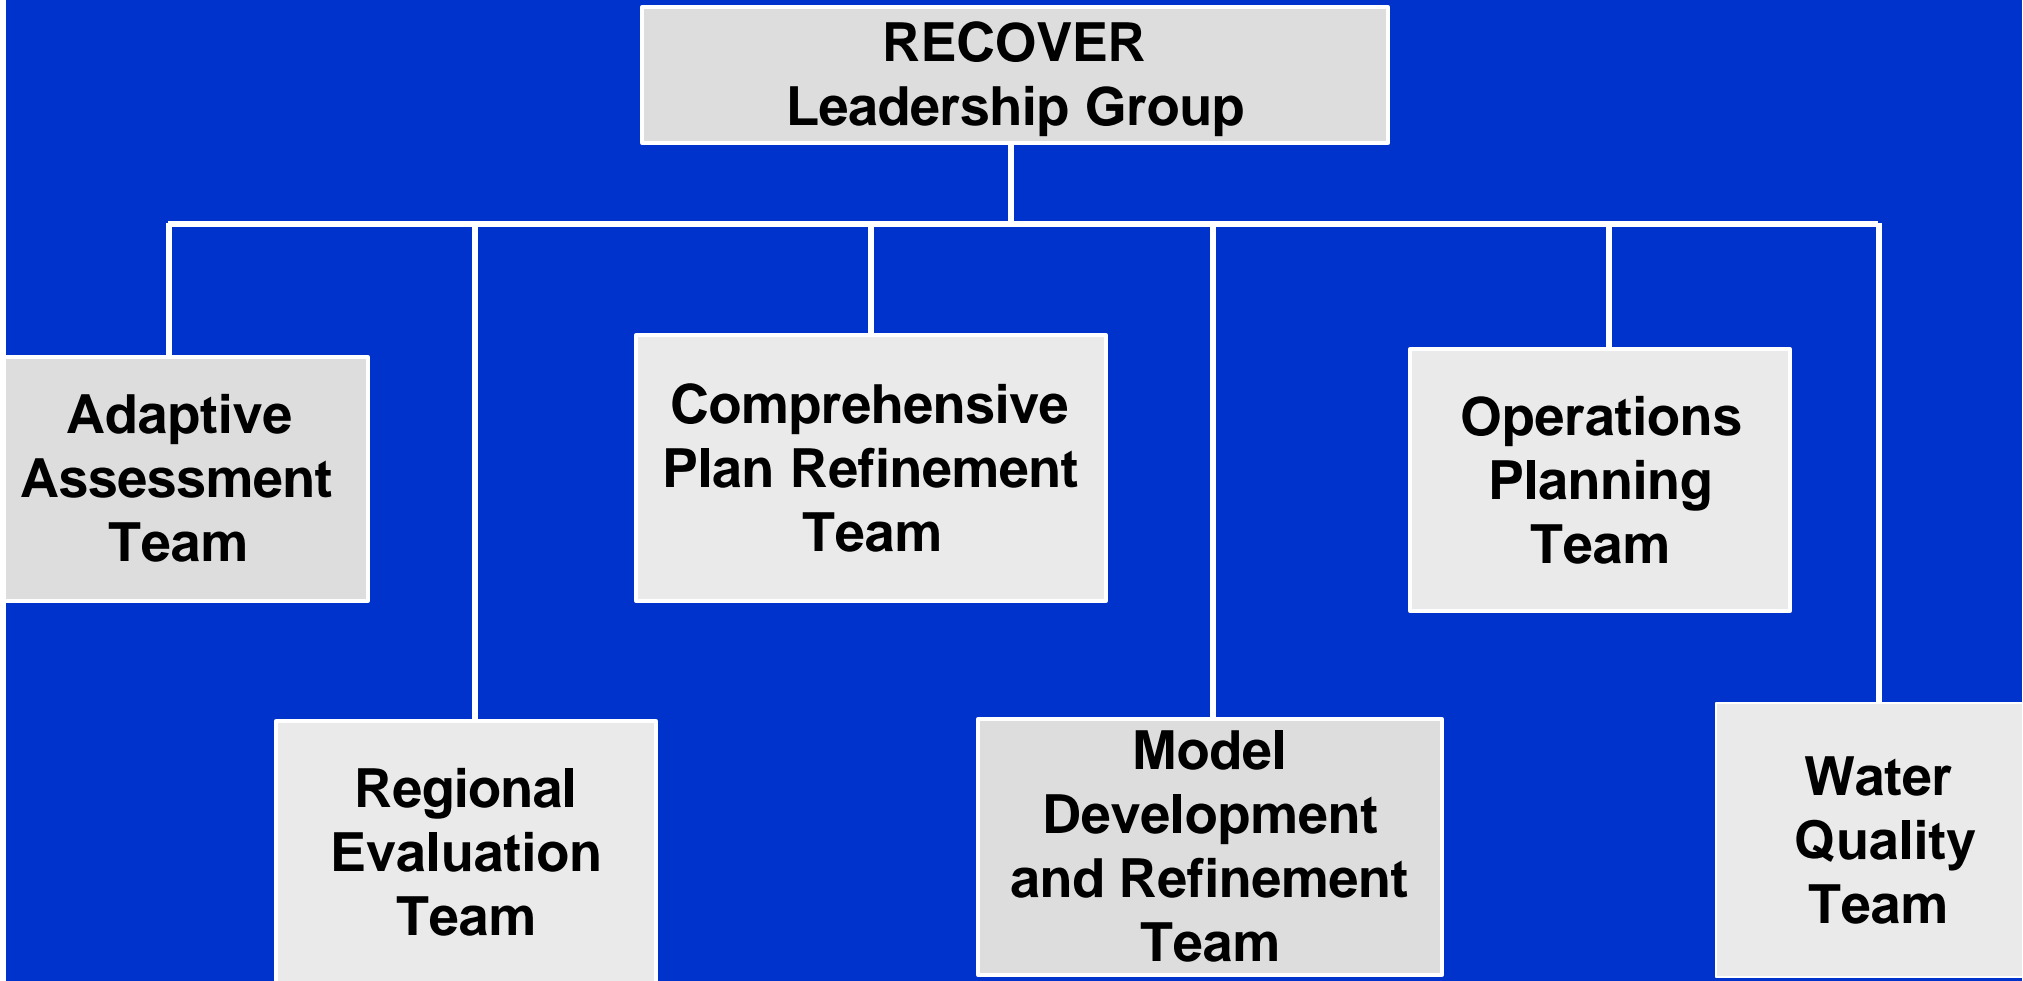 RECOVER
Leadership Group
Adaptive
Assessment
Team
Comprehensive
Plan Refinement
Team
Operations
Planning
Team
Regional
Evaluation
Team
Model
Development
and Refinement
Team
Water
Quality
Team